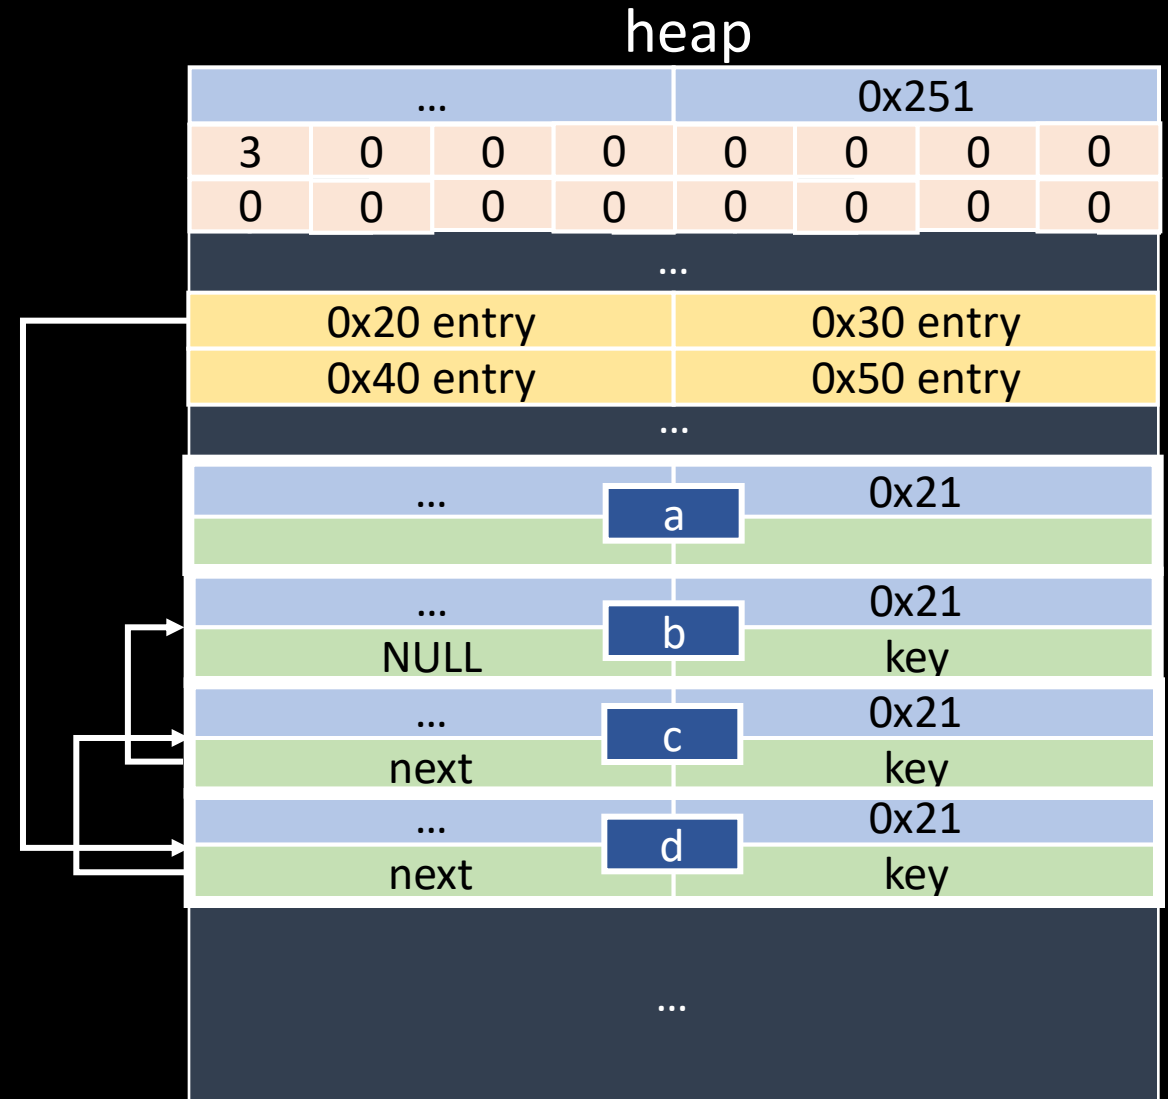 heap
... 0x251
3 0 0 0 0 0 0 0
0 0 0 0 0 0 0 0
...
0x20 entry 0x30 entry
0x40 entry 0x50 entry
...
... 0x21
a
... 0x21
b
NULL key
... 0x21
c
next key
... 0x21
d
next key
...